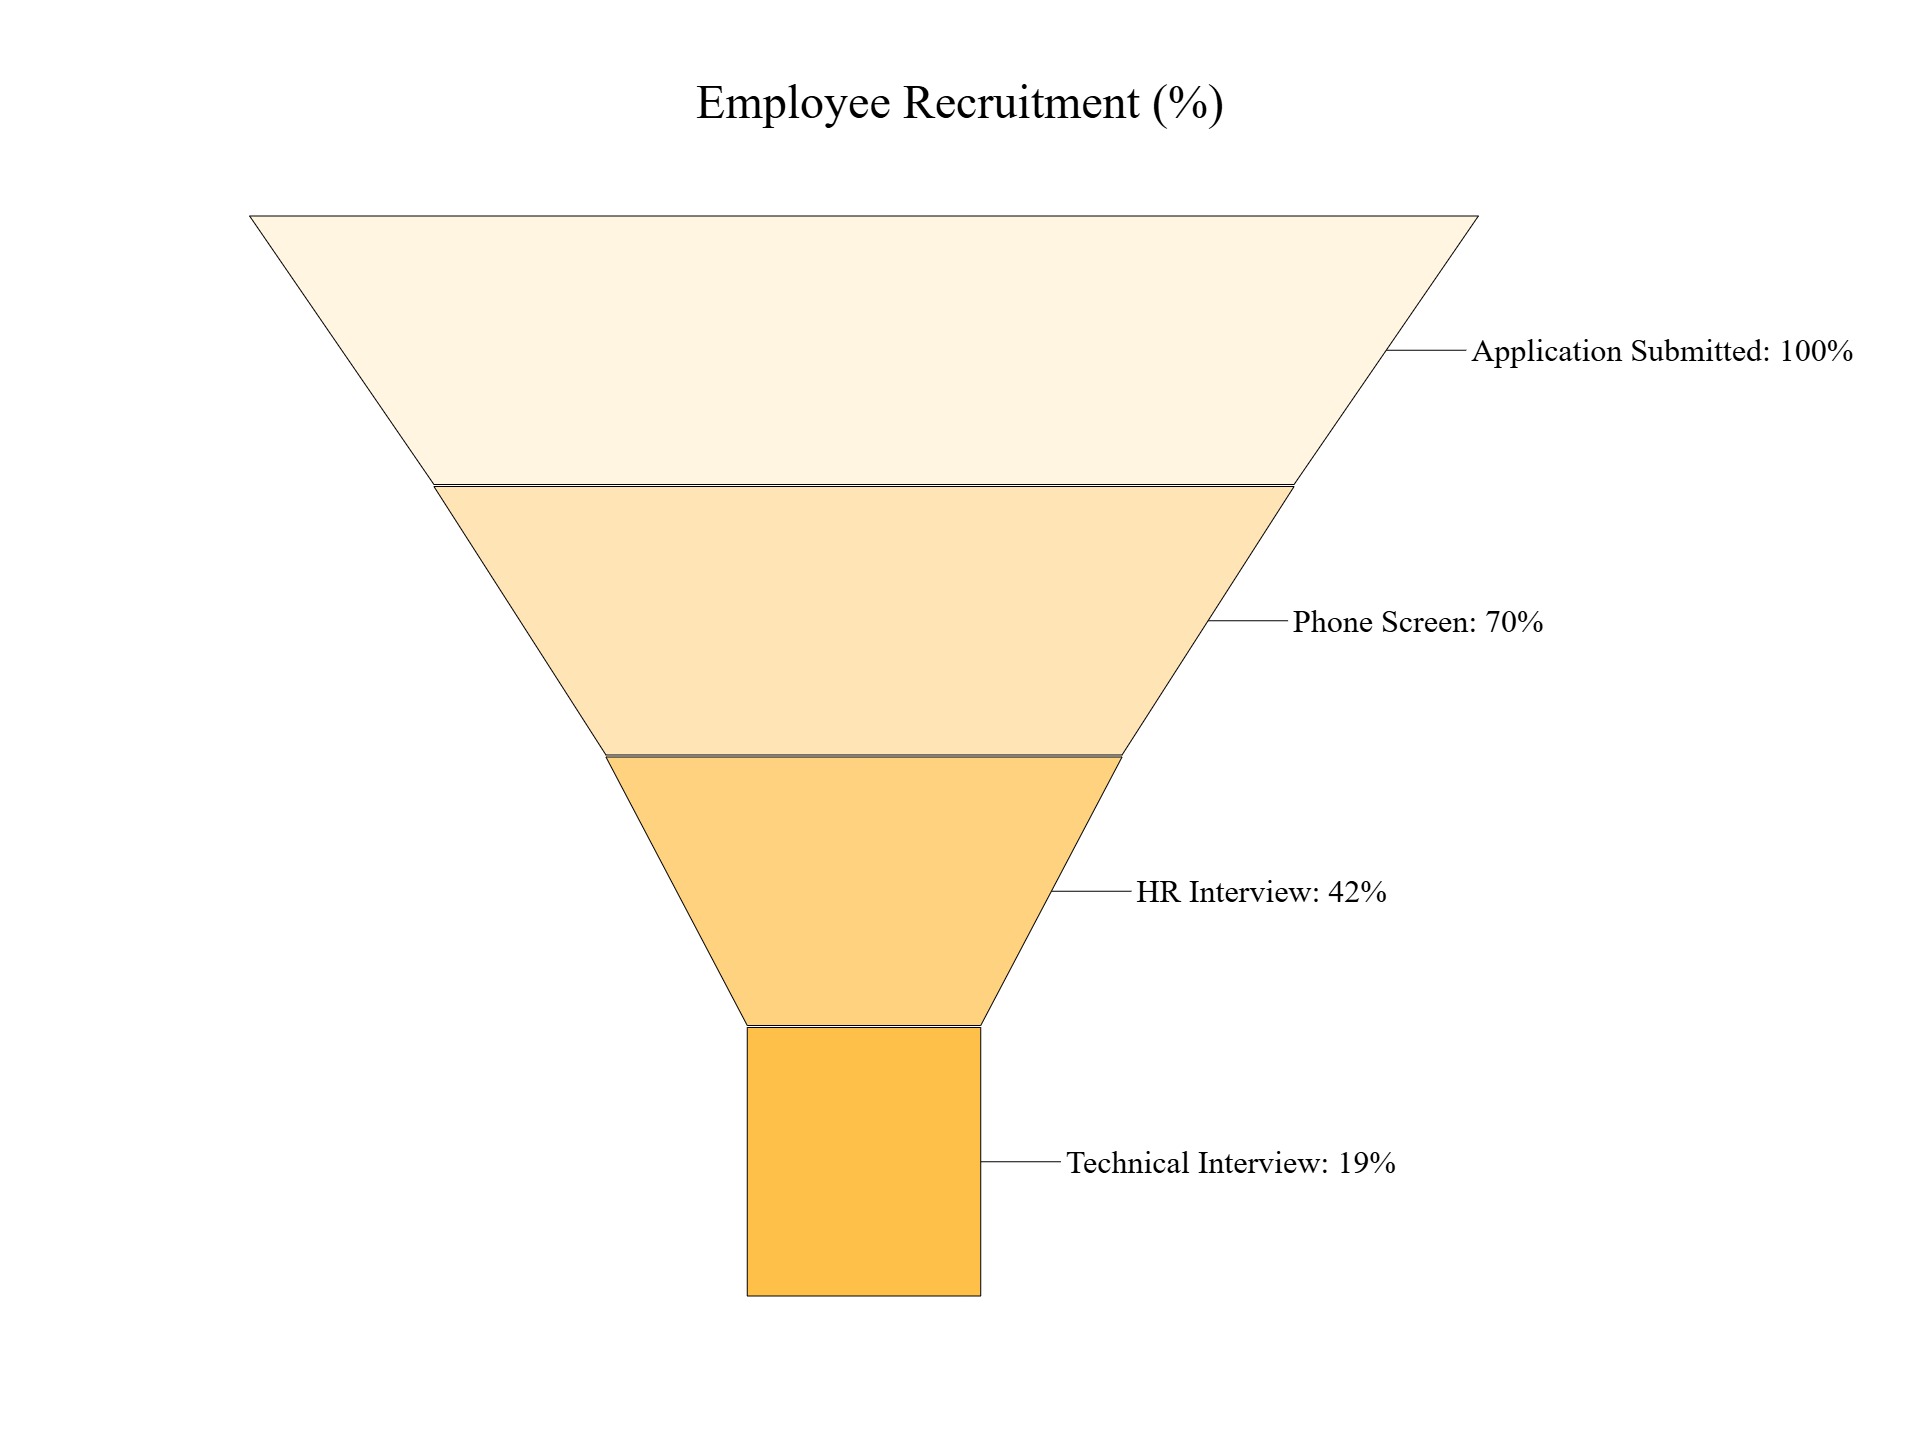 Employee Recruitment (%)
Application Submitted: 100%
Phone Screen: 70%
HR Interview: 42%
Technical Interview: 19%